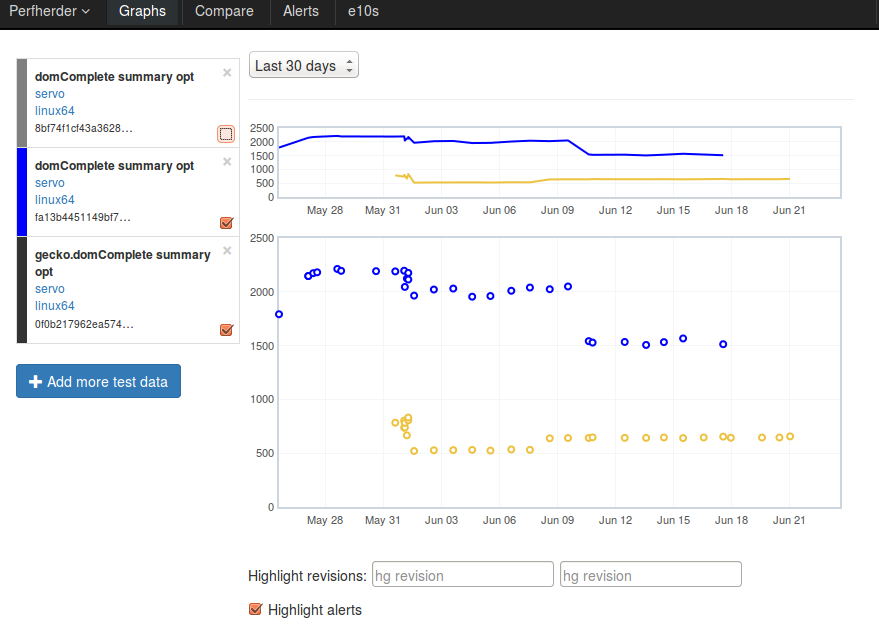 Perfherder Graphs Compare Alerts e10s
Last 30 days
domComplete summary opt ×
servo
linux64
8bf74f1cf43a3628…
domComplete summary opt ×
servo
linux64
fa13b4451149bf7…
gecko.domComplete summary ×
opt
servo
linux64
0f0b217962ea574…
Add more test data
2500
2000
1500
1000
500
0
May 28 May 31 Jun 03 Jun 06 Jun 09 Jun 12 Jun 15 Jun 18 Jun 21
2500
2000
1500
1000
500
0
May 28 May 31 Jun 03 Jun 06 Jun 09 Jun 12 Jun 15 Jun 18 Jun 21
Highlight revisions: hg revision hg revision
Highlight alerts